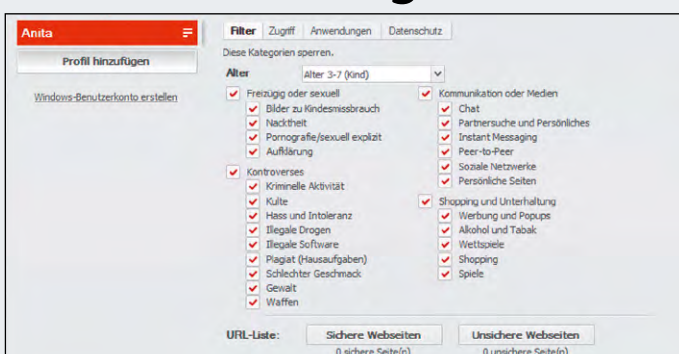 Anita
Profil hinzufügen
Windows-Benutzerkonto erstellen
Filter Zugriff Anwendungen Datenschutz
Diese Kategorien sperren.
Alter Alter 3-7 (Kind)
Freizügig oder sexuell
Bilder zu Kindesmissbrauch
Nacktheit
Pornografie/sexuell explizit
Aufklärung
Kontroverses
Kriminelle Aktivität
Kulte
Hass und Intoleranz
Illegale Drogen
Illegale Software
Plagiat (Hausaufgaben)
Schlechter Geschmack
Gewalt
Waffen
Kommunikation oder Medien
Chat
Partnersuche und Persönliches
Instant Messaging
Peer-to-Peer
Soziale Netzwerke
Persönliche Seiten
Shopping und Unterhaltung
Werbung und Popups
Alkohol und Tabak
Wettspiele
Shopping
Spiele
URL-Liste: Sichere Webseiten Unsichere Webseiten
0 sichere Seite(n) 0 unsichere Seite(n)